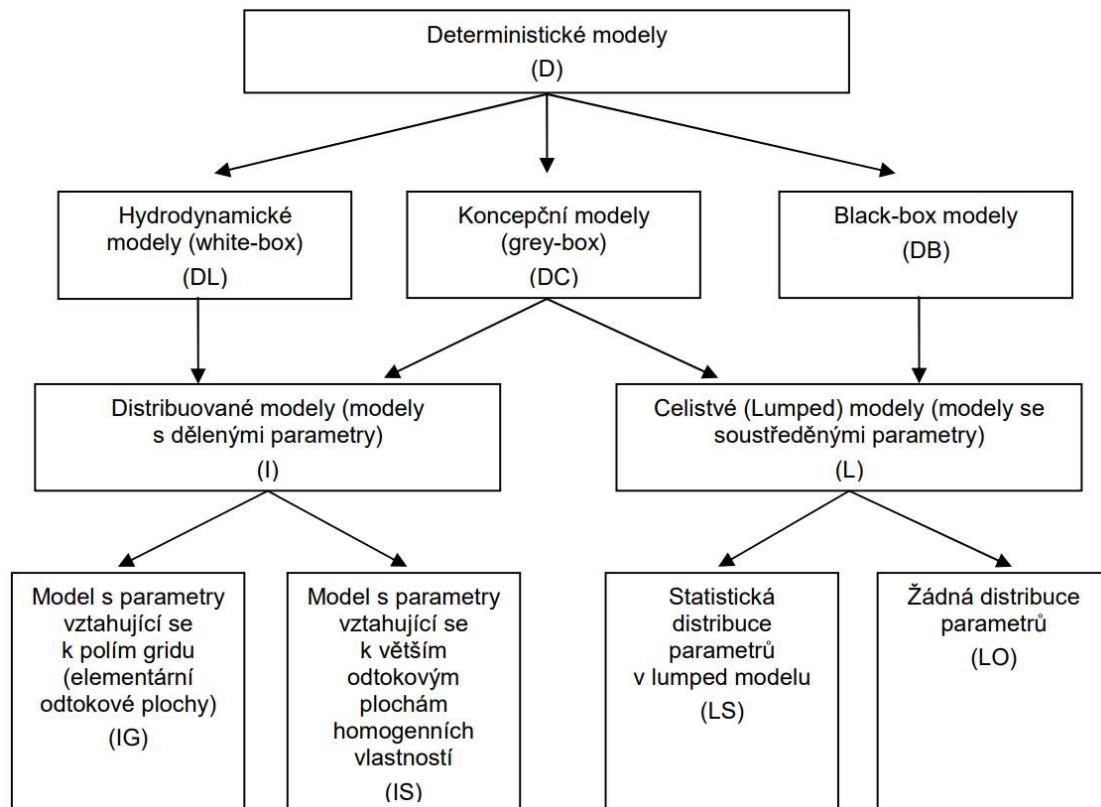 Deterministické modely
(D)
Hydrodynamické
modely (white-box)
(DL)
Koncepční modely
(grey-box)
(DC)
Black-box modely
(DB)
Distribuované modely (modely
s dělenými parametry)
(I)
Celistvé (Lumped) modely (modely se
soustředěnými parametry)
(L)
Model s parametry
vztahující se
k polím gridu
(elementární
odtokové plochy)
(IG)
Model s parametry
vztahující se
k větším
odtokovým
plochám
homogenních
vlastností
(IS)
Statistická
distribuce
parametrů
v lumped modelu
(LS)
Žádná distribuce
parametrů
(LO)